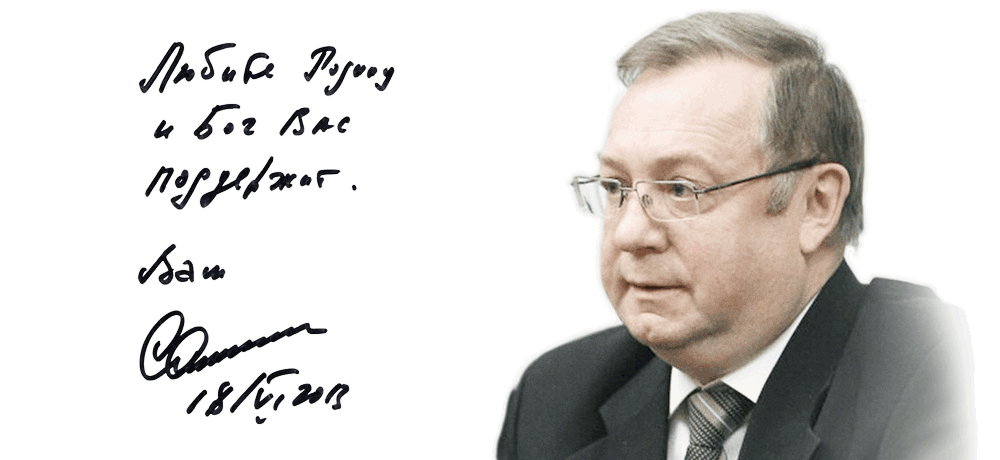 Любите Родину
и Бог Вас
поддержит.
Ваш
18/VI 2013